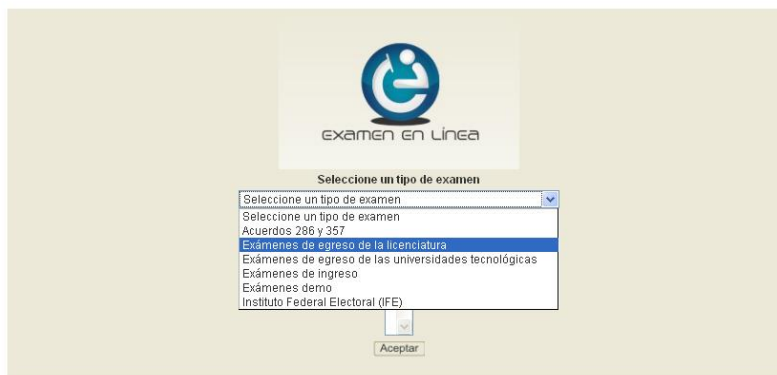 examen en Línea
Seleccione un tipo de examen
Seleccione un tipo de examen
Seleccione un tipo de examen
Acuerdos 286 y 357
Exámenes de egreso de la licenciatura
Exámenes de egreso de las universidades tecnológicas
Exámenes de ingreso
Exámenes demo
Instituto Federal Electoral (IFE)
Aceptar